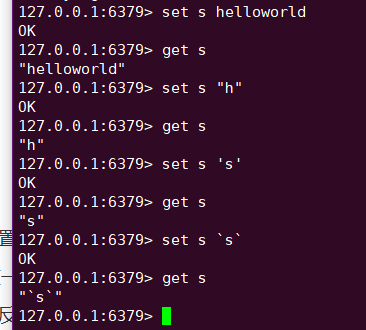 127.0.0.1:6379> set s helloworld
OK
127.0.0.1:6379> get s
"helloworld"
127.0.0.1:6379> set s "h"
OK
127.0.0.1:6379> get s
"h"
127.0.0.1:6379> set s 's'
OK
127.0.0.1:6379> get s
"s"
127.0.0.1:6379> set s `s`
OK
127.0.0.1:6379> get s
"`s`"
127.0.0.1:6379>